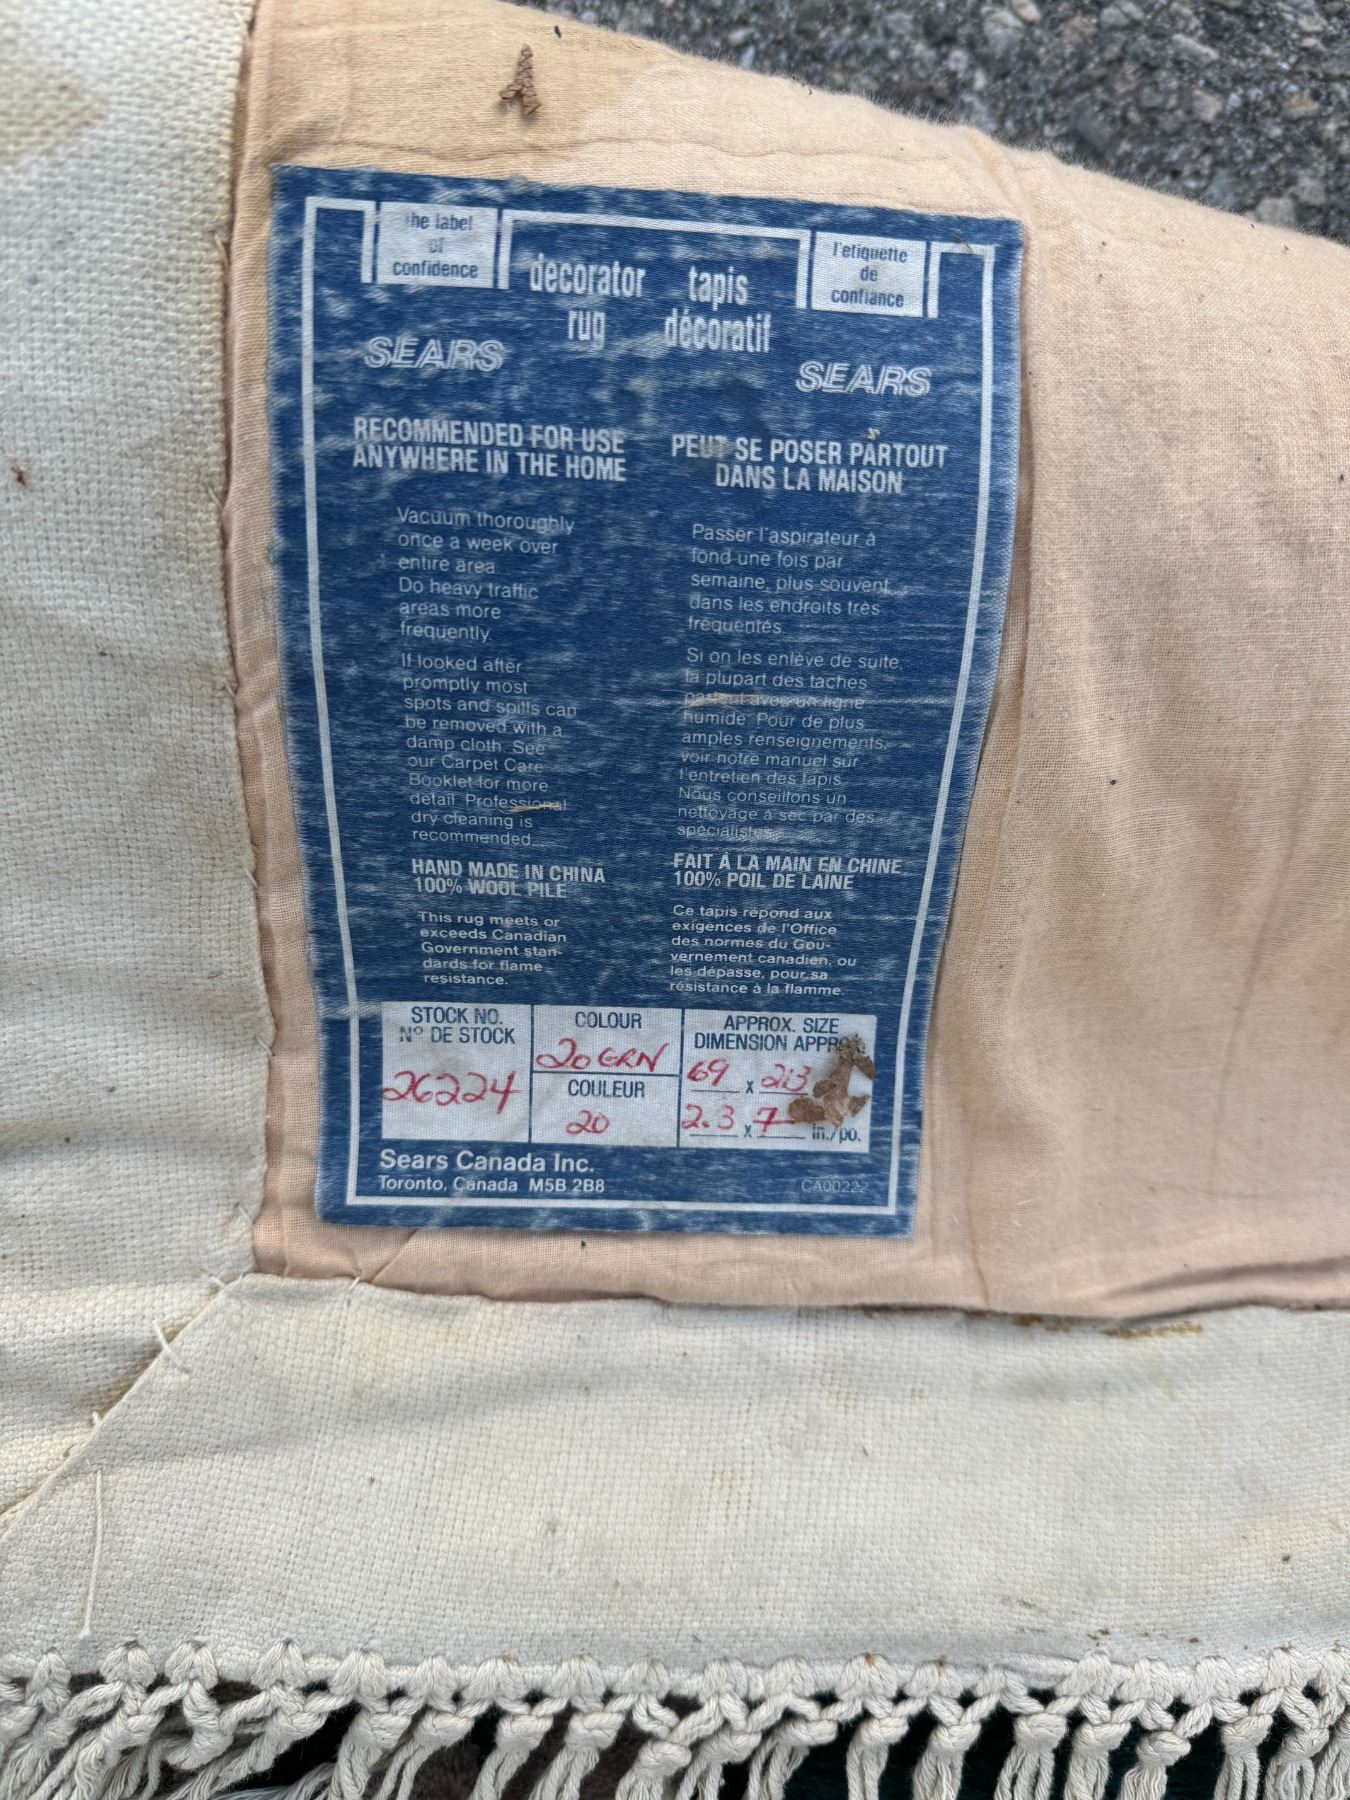 the label
of
confidence
l'etiquette
de
confiance
decorator
rug
tapis
décoratif
SEARS
SEARS
RECOMMENDED FOR USE
ANYWHERE IN THE HOME
Vacuum thoroughly
once a week over
entire area.
Do heavy traffic
areas more
frequently.
If looked after
promptly most
spots and spills can
be removed with a
damp cloth. See
our Carpet Care
Booklet for more
detail. Professional
dry cleaning is
recommended.
HAND MADE IN CHINA
100% WOOL PILE
This rug meets or
exceeds Canadian
Government stan-
dards for flame
resistance.
PEUT SE POSER PARTOUT
DANS LA MAISON
Passer l'aspirateur à
fond une fois par
semaine, plus souvent
dans les endroits très
fréquentés.
Si on les enlève de suite,
la plupart des taches
humide. Pour de plus
amples renseignements,
voir notre manuel sur
l'entretien des tapis.
Nous conseillons un
nettoyage à sec par des
spécialistes.
FAIT À LA MAIN EN CHINE
100% POIL DE LAINE
Ce tapis répond aux
exigences de l'Office
des normes du Gou-
vernement canadien, ou
les dépasse, pour sa
résistance à la flamme.
STOCK NO.
Nº DE STOCK
26224
COLOUR
20 GRN
COULEUR
20
APPROX. SIZE
DIMENSION APPROX.
69 x 213
2.3 x 7 in./po.
Sears Canada Inc.
Toronto, Canada M5B 2B8
CA00222